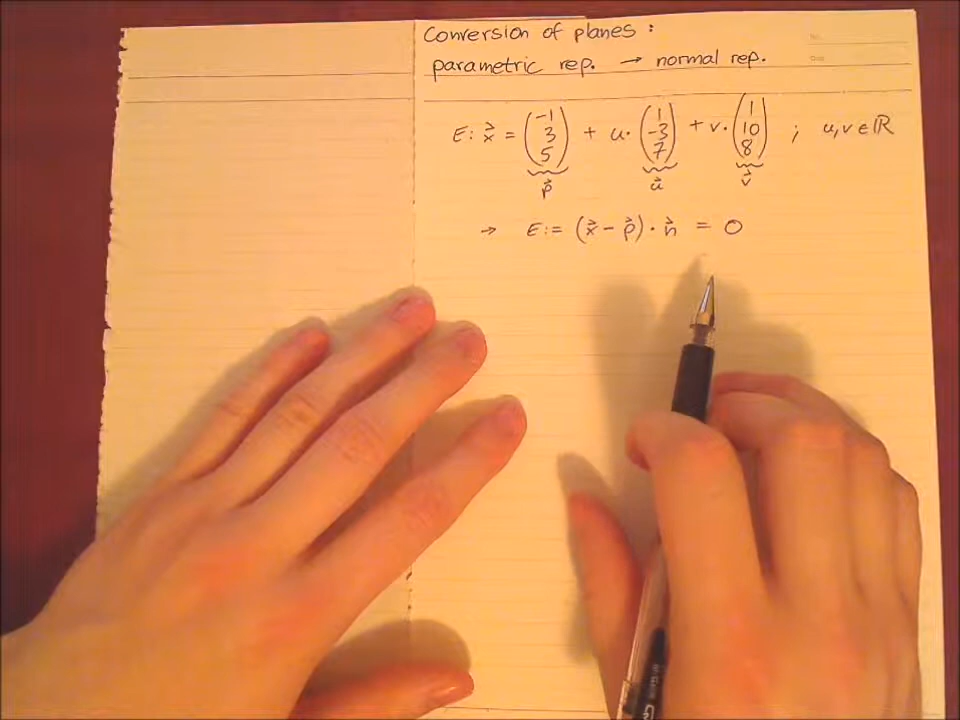 Conversion of planes :
parametric rep. → normal rep.
E: x⃗ = (-1 3 5) + u· (1 -3 7) + v· (1 10 8) ; u,v ∈ ℝ
p⃗ u⃗ v⃗
→ E:= (x⃗ - p⃗) · n⃗ = 0